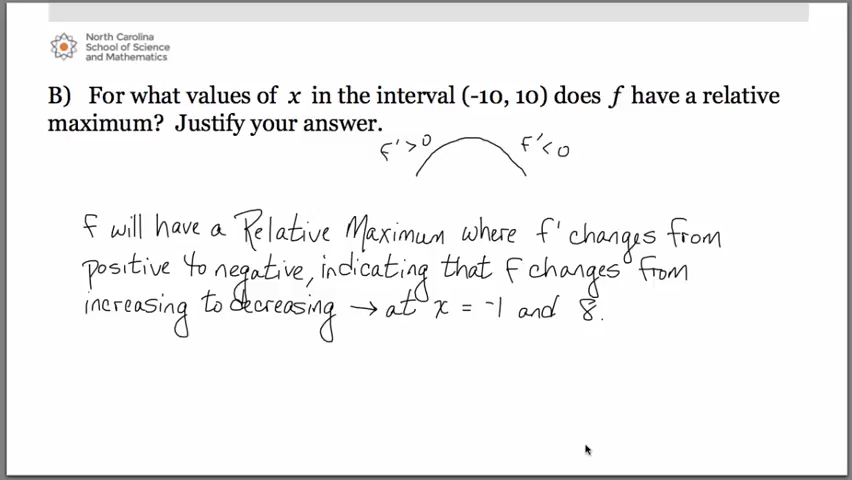 North Carolina
School of Science
and Mathematics
B) For what values of x in the interval (-10, 10) does f have a relative
maximum? Justify your answer.
f'>0 f'<0
f will have a Relative Maximum where f' changes from
positive to negative, indicating that f changes from
increasing to decreasing → at x = -1 and 8.